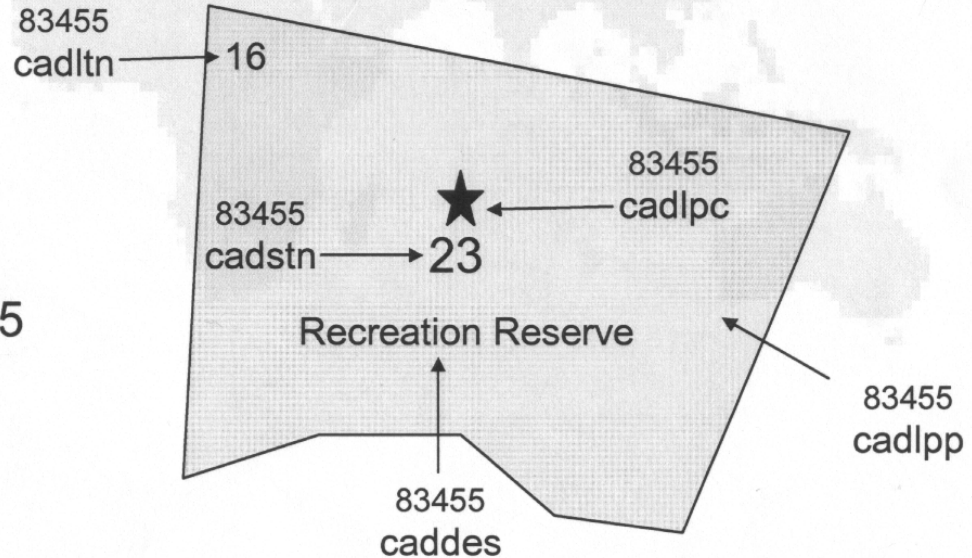 83455
cadltn
16
83455
cadlpc
83455
cadstn
23
5
Recreation Reserve
83455
cadlpp
83455
caddes